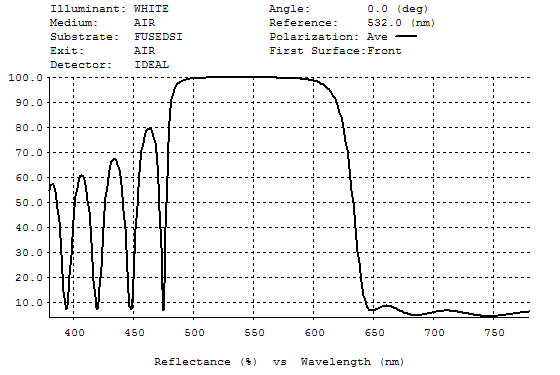 Illuminant: WHITE Angle: 0.0 (deg)
Medium: AIR Reference: 532.0 (nm)
Substrate: FUSEDSI Polarization: Ave
Exit: AIR First Surface:Front
Detector: IDEAL
100.0
90.0
80.0
70.0
60.0
50.0
40.0
30.0
20.0
10.0
400 450 500 550 600 650 700 750
Reflectance (%) vs Wavelength (nm)